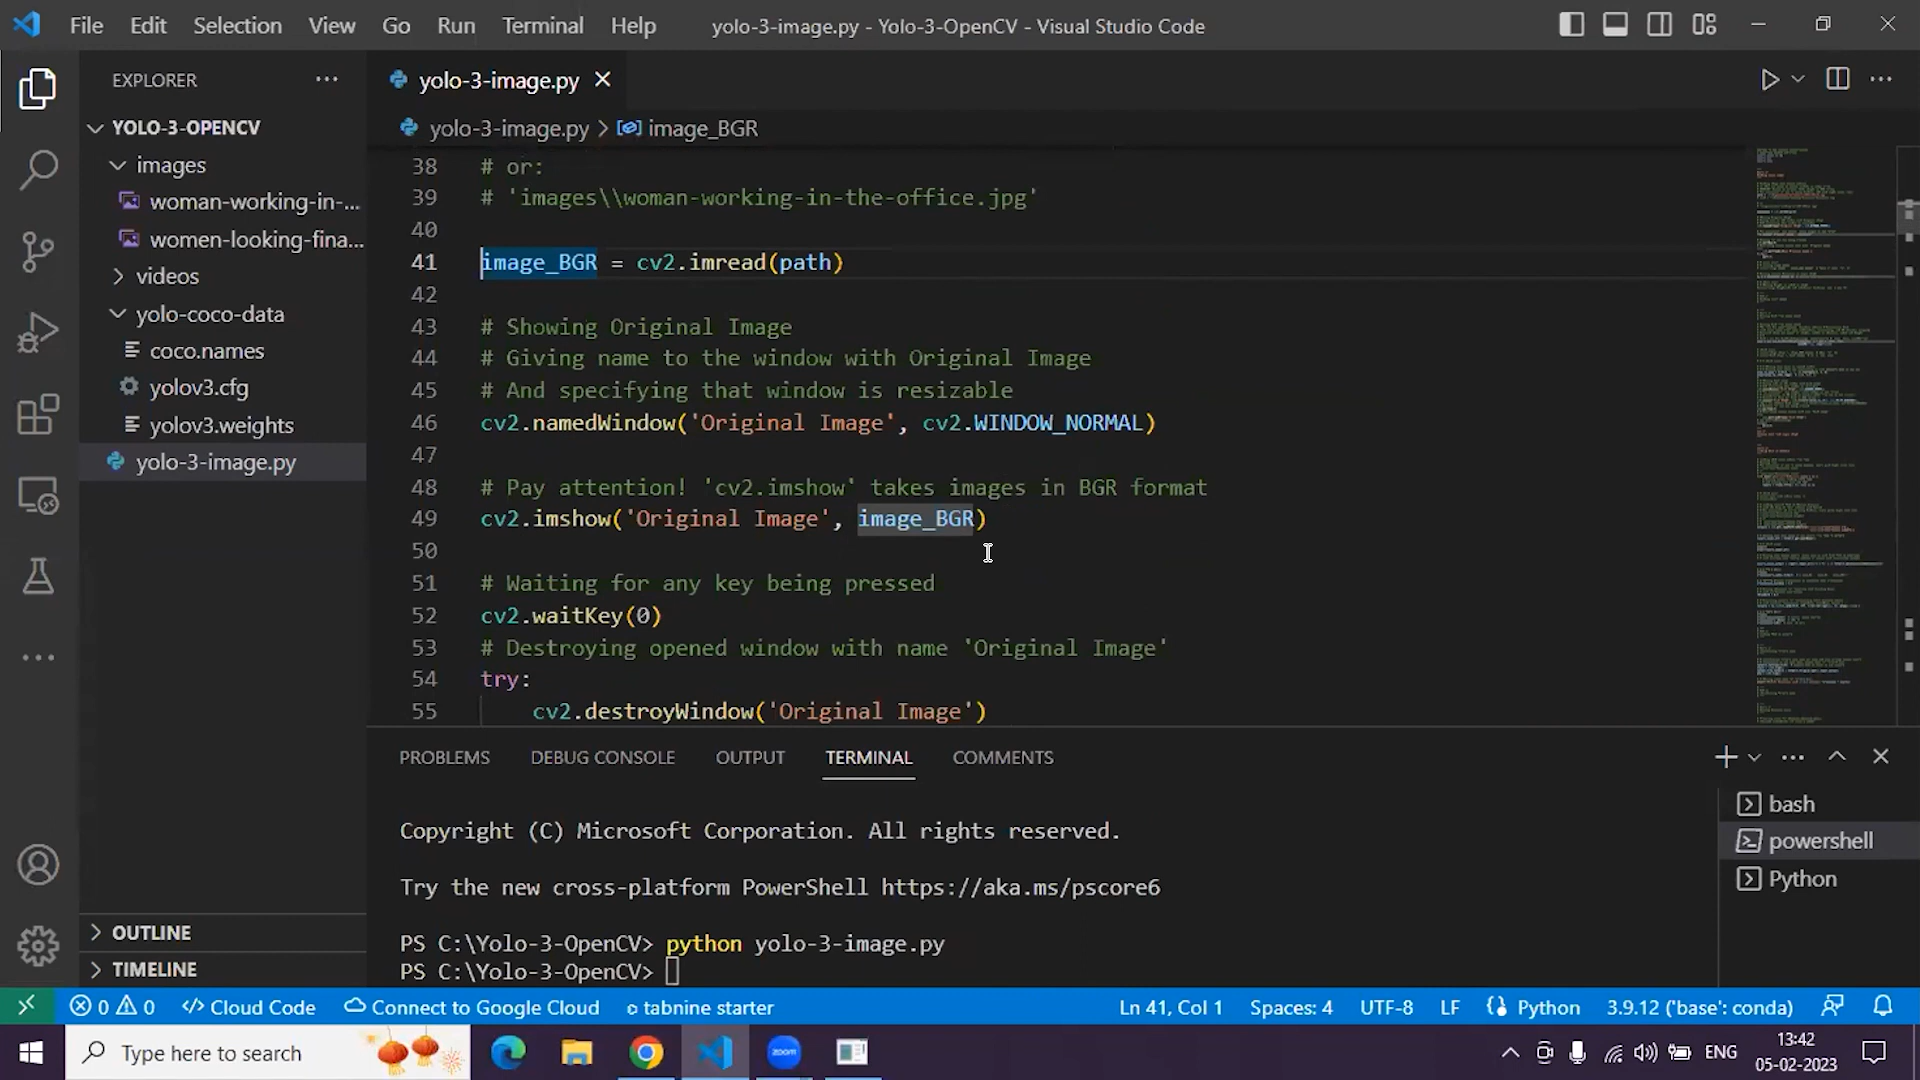 File Edit Selection View Go Run Terminal Help
yolo-3-image.py - Yolo-3-OpenCV - Visual Studio Code
EXPLORER
YOLO-3-OPENCV
images
woman-working-in-...
women-looking-fina...
videos
yolo-coco-data
coco.names
yolov3.cfg
yolov3.weights
yolo-3-image.py
OUTLINE
TIMELINE
yolo-3-image.py
yolo-3-image.py > image_BGR
38 # or:
39 # 'images\\woman-working-in-the-office.jpg'
40
41 image_BGR = cv2.imread(path)
42
43 # Showing Original Image
44 # Giving name to the window with Original Image
45 # And specifying that window is resizable
46 cv2.namedWindow('Original Image', cv2.WINDOW_NORMAL)
47
48 # Pay attention! 'cv2.imshow' takes images in BGR format
49 cv2.imshow('Original Image', image_BGR)
50
51 # Waiting for any key being pressed
52 cv2.waitKey(0)
53 # Destroying opened window with name 'Original Image'
54 try:
55 cv2.destroyWindow('Original Image')
PROBLEMS DEBUG CONSOLE OUTPUT TERMINAL COMMENTS
Copyright (C) Microsoft Corporation. All rights reserved.
Try the new cross-platform PowerShell https://aka.ms/pscore6
PS C:\Yolo-3-OpenCV> python yolo-3-image.py
PS C:\Yolo-3-OpenCV>
bash
powershell
Python
0 0 Cloud Code Connect to Google Cloud tabnine starter Ln 41, Col 1 Spaces: 4 UTF-8 LF Python 3.9.12 ('base': conda)
Type here to search
zoom
ENG
13:42
05-02-2023